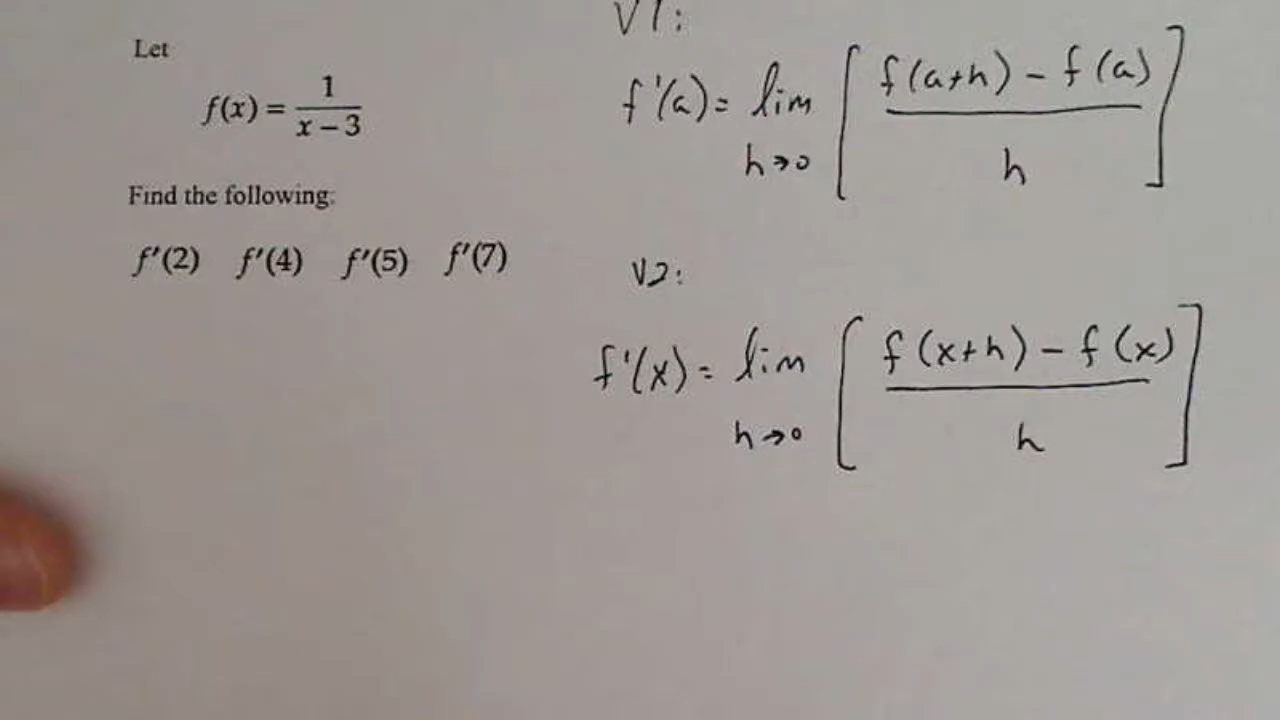 Let
f(x) = 1/(x − 3)
Find the following:
f′(2) f′(4) f′(5) f′(7)
V1:
f'(a) = lim h→0 [ (f(a+h) − f(a)) / h ]
V2:
f'(x) = lim h→0 [ (f(x+h) − f(x)) / h ]